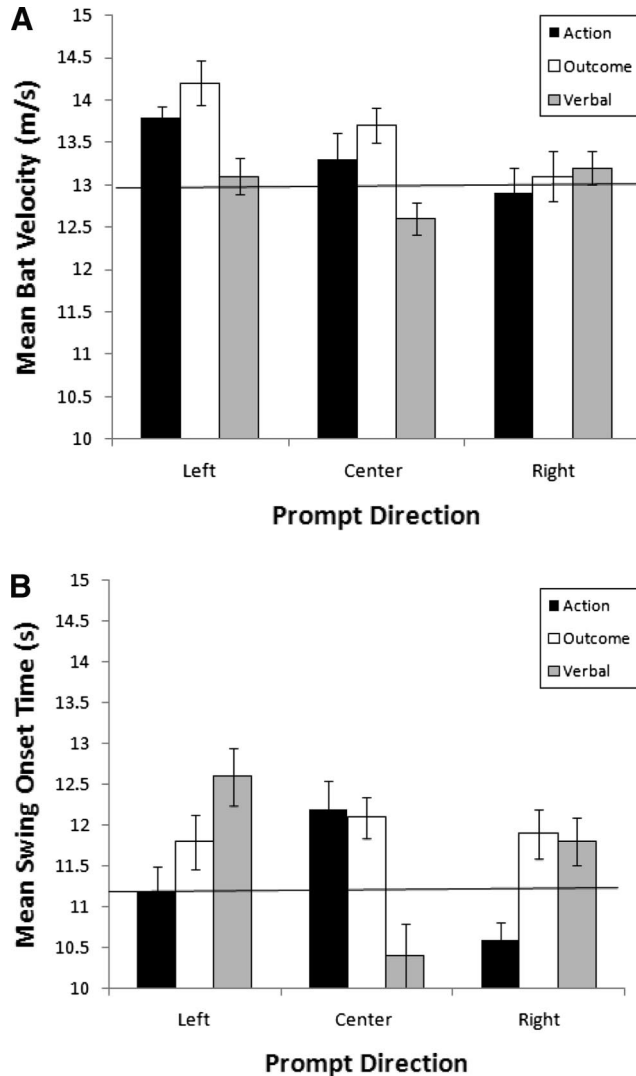 A
Mean Bat Velocity (m/s)
15
14.5
14
13.5
13
12.5
12
11.5
11
10.5
10
Action
Outcome
Verbal
Left
Center
Right
Prompt Direction
B
Mean Swing Onset Time (s)
15
14.5
14
13.5
13
12.5
12
11.5
11
10.5
10
Action
Outcome
Verbal
Left
Center
Right
Prompt Direction